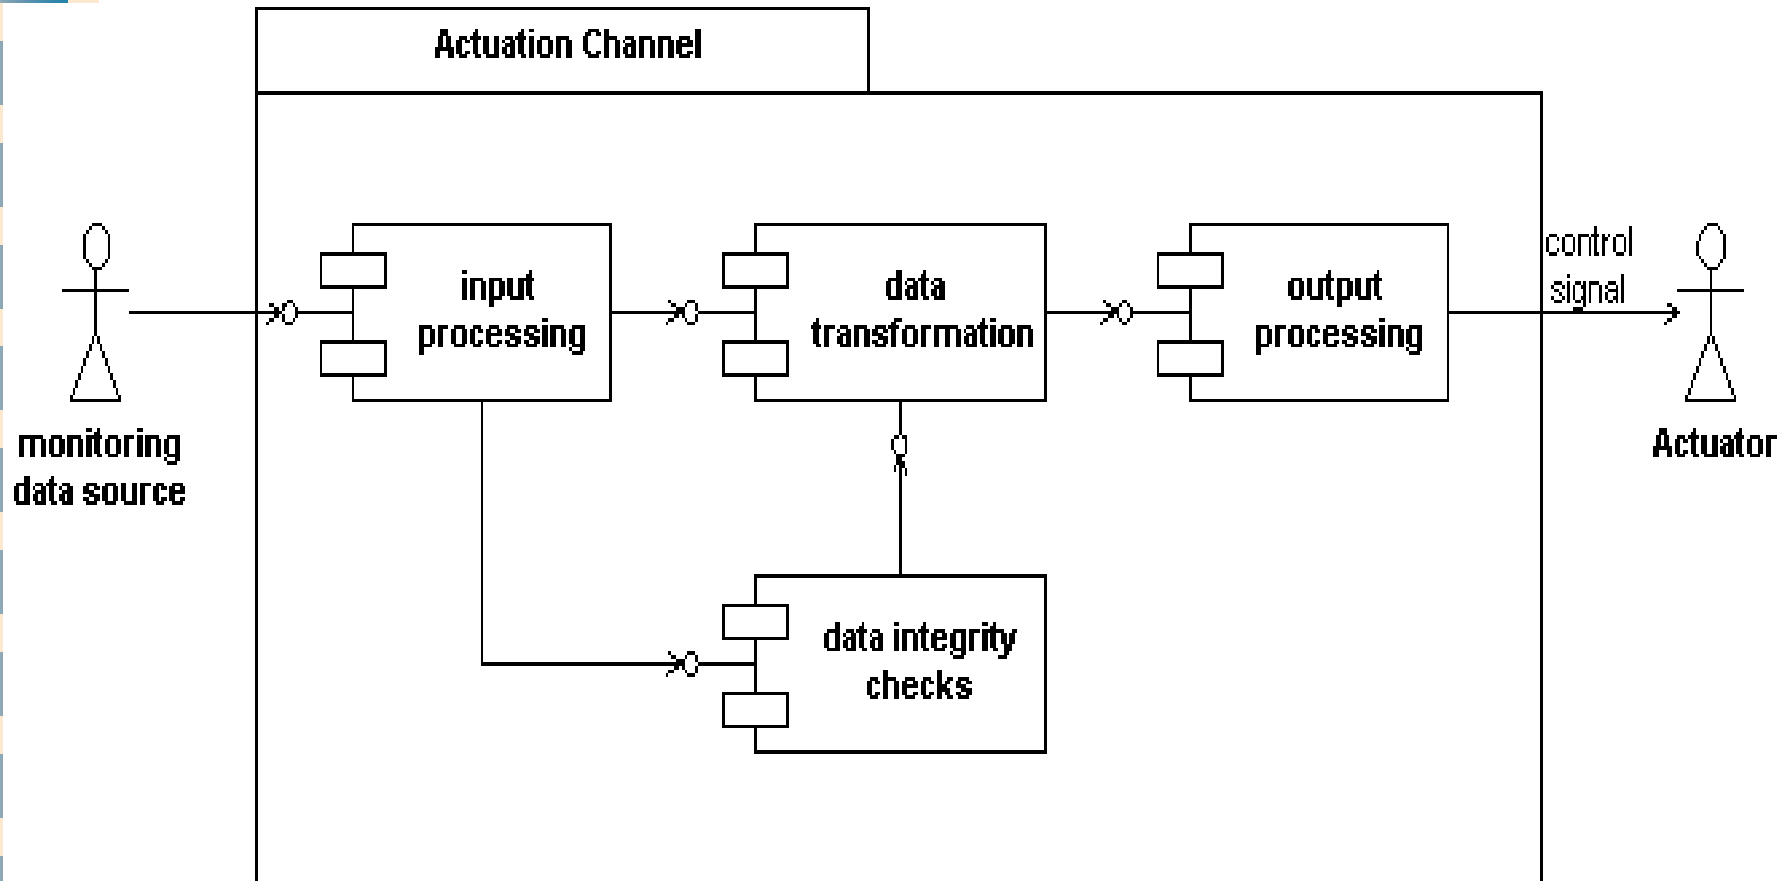 Actuation Channel
monitoring
data source
input
processing
data
transformation
output
processing
control
signal
Actuator
data integrity
checks